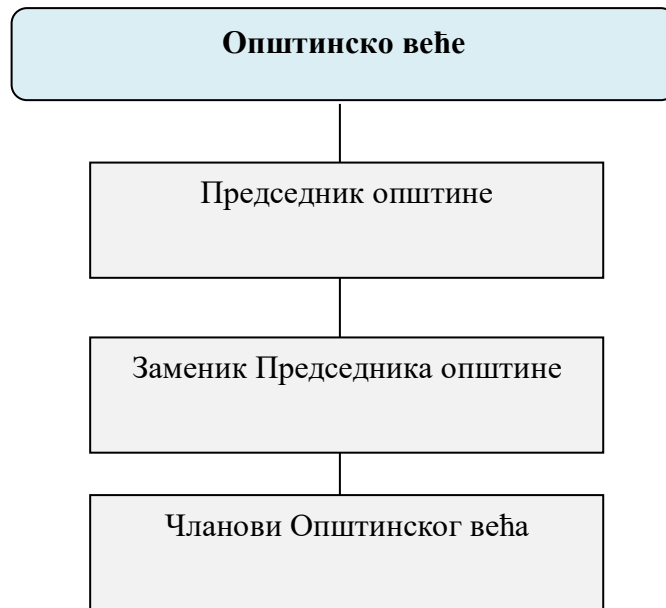 Општинско веће
Председник општине
Заменик Председника општине
Чланови Општинског већа